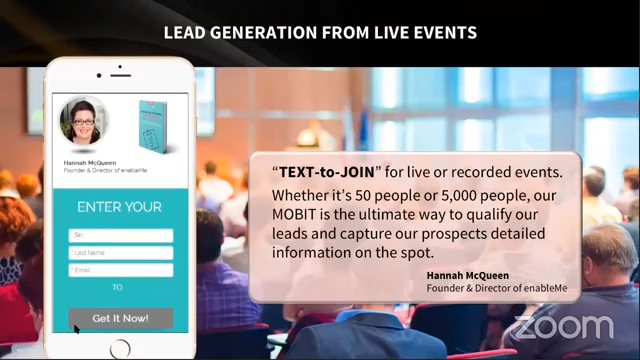 LEAD GENERATION FROM LIVE EVENTS
Hannah McQueen
Founder & Director of enableMe
ENTER YOUR
Se
* Last Name
* Email
TO
Get It Now!
“TEXT-to-JOIN” for live or recorded events.
Whether it’s 50 people or 5,000 people, our
MOBIT is the ultimate way to qualify our
leads and capture our prospects detailed
information on the spot.
Hannah McQueen
Founder & Director of enableMe
zoom